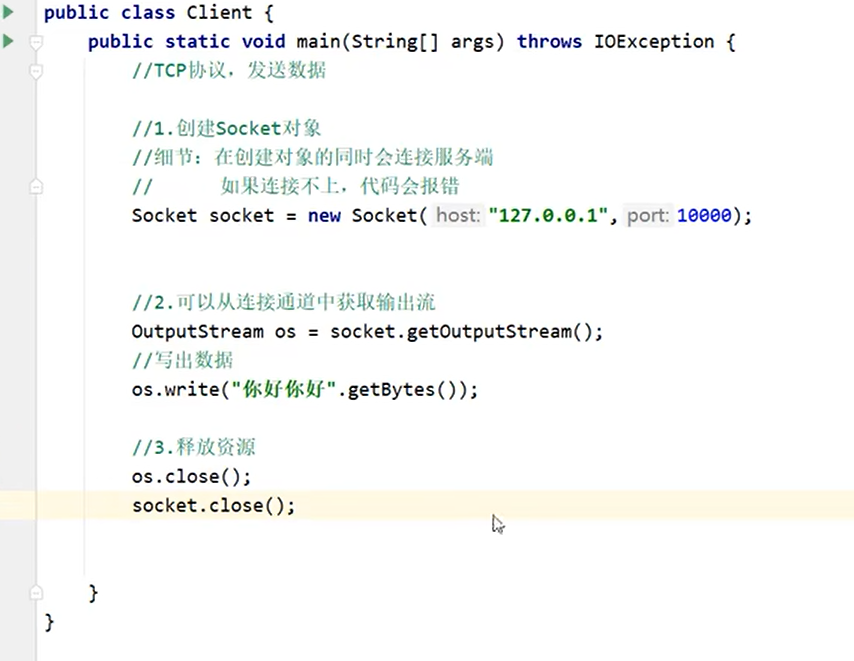 public class Client {
public static void main(String[] args) throws IOException {
//TCP协议，发送数据
//1.创建Socket对象
//细节：在创建对象的同时会连接服务端
// 如果连接不上，代码会报错
Socket socket = new Socket( host: "127.0.0.1", port: 10000);
//2.可以从连接通道中获取输出流
OutputStream os = socket.getOutputStream();
//写出数据
os.write("你好你好".getBytes());
//3.释放资源
os.close();
socket.close();
}
}